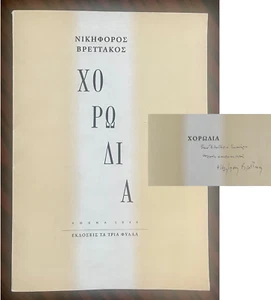 ΝΙΚΗΦΟΡΟΣ
ΒΡΕΤΤΑΚΟΣ
ΧΟ
ΡΩ
ΔΙ
Α
ΕΚΔΟΣΕΙΣ ΤΑ ΤΡΙΑ ΦΥΛΛΑ
ΧΟΡΩΔΙΑ